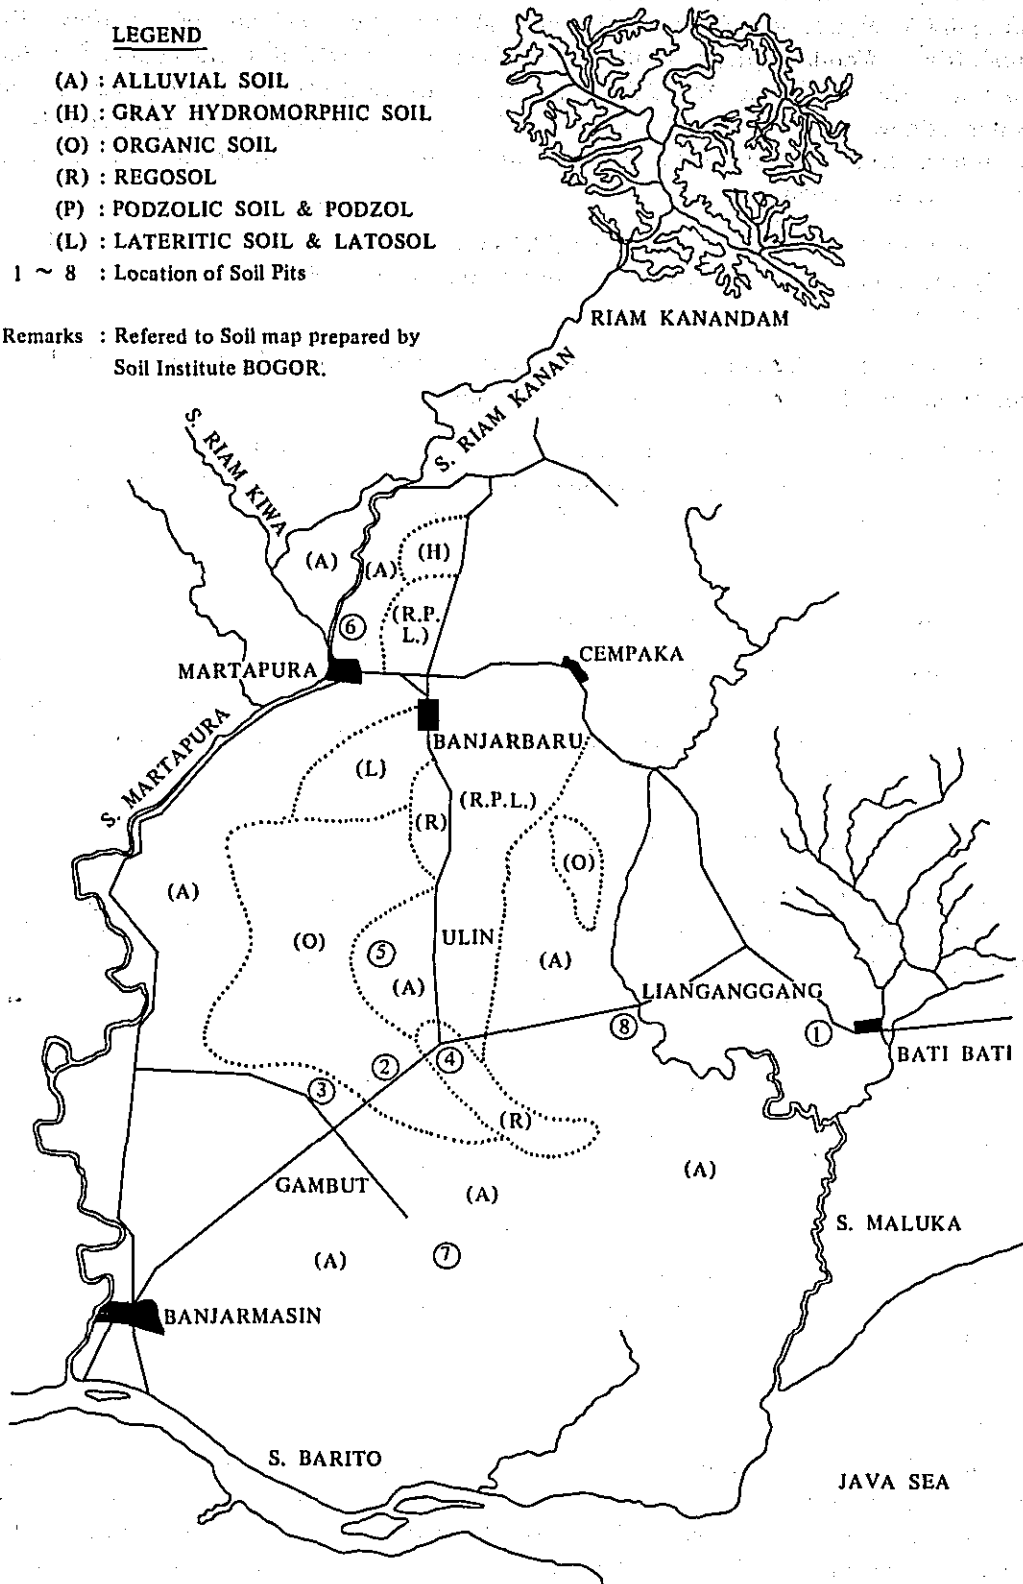 LEGEND
(A) : ALLUVIAL SOIL
(H) : GRAY HYDROMORPHIC SOIL
(O) : ORGANIC SOIL
(R) : REGOSOL
(P) : PODZOLIC SOIL & PODZOL
(L) : LATERITIC SOIL & LATOSOL
1 ~ 8 : Location of Soil Pits
Remarks : Refered to Soil map prepared by
Soil Institute BOGOR.
RIAM KANANDAM
S. RIAM KANAN
S. RIAM KIWA
(A)
(A)
(H)
(R.P.
L.)
6
MARTAPURA
CEMPAKA
S. MARTAPURA
BANJARBARU
(L)
(R.P.L.)
(R)
(O)
(A)
(O)
5
ULIN
(A)
(A)
LIANGANGGANG
8
1
BATI BATI
2
4
3
(R)
GAMBUT
(A)
(A)
S. MALUKA
(A)
7
BANJARMASIN
S. BARITO
JAVA SEA